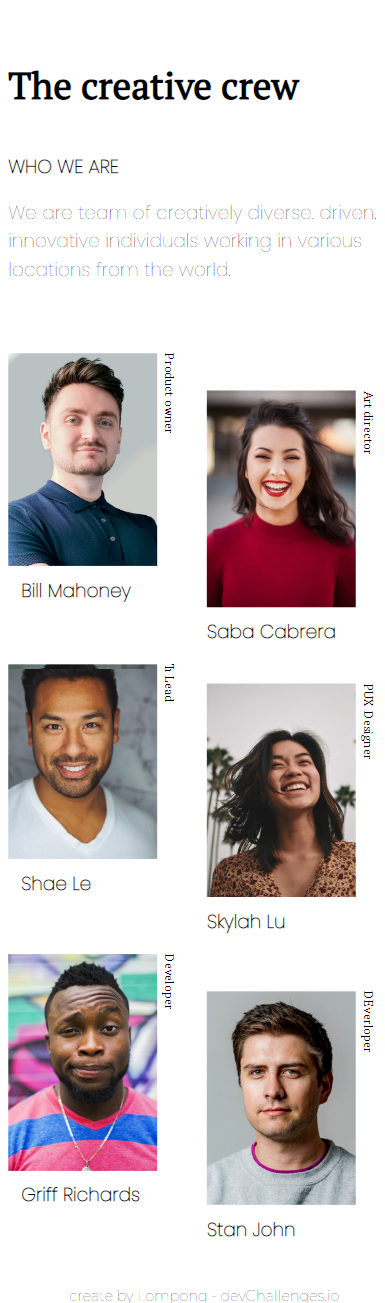 The creative crew
WHO WE ARE
We are team of creatively diverse. driven.
innovative individuals working in various
locations from the world.
Product owner
Bill Mahoney
Art director
Saba Cabrera
h Lead
Shae Le
PUX Designer
Skylah Lu
Developer
Griff Richards
DEverloper
Stan John
create by Lompong - devChallenges.io